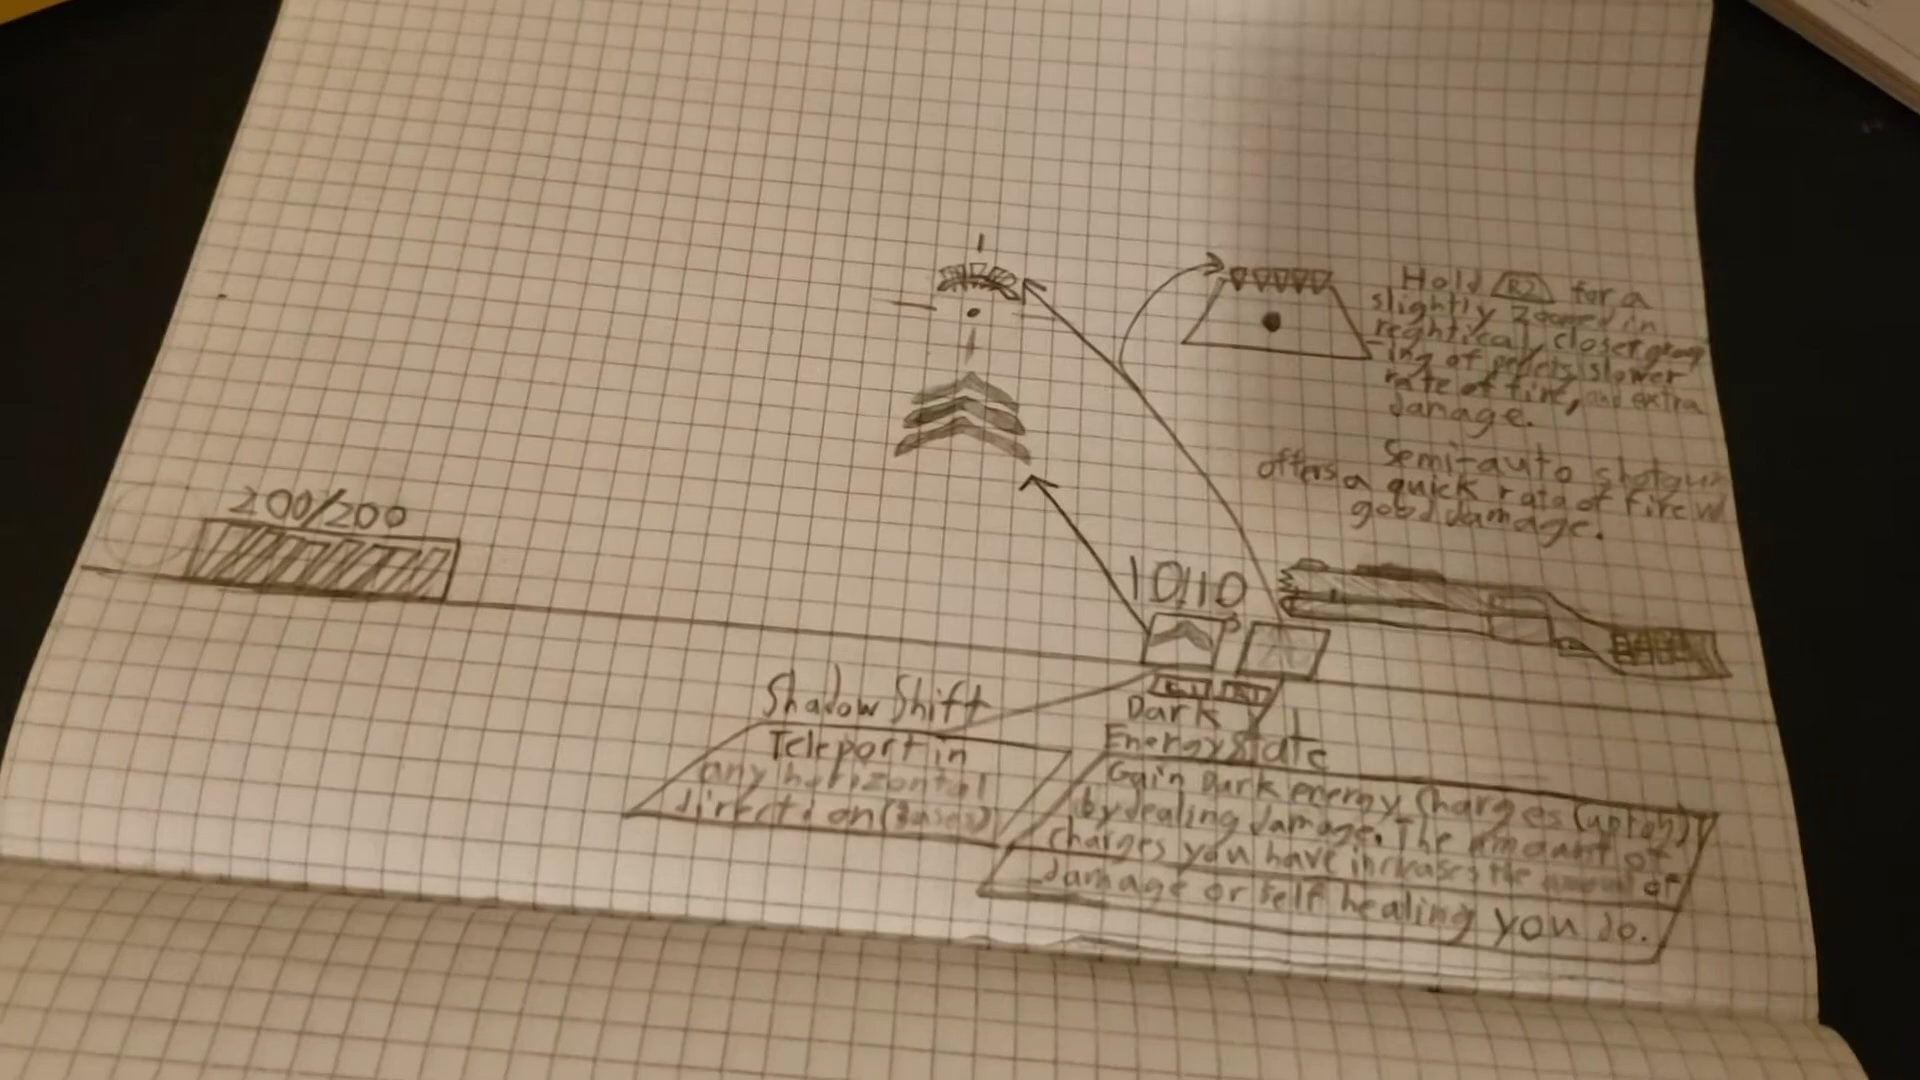 Hold R2 for a
slightly zoomed in
closer group
-ing of pellets, slower
rate of fire, and extra
damage.
Semi-auto shotgun
offers a quick rate of fire w/
good damage.
200/200
10 10
Shadow Shift
Teleport in
any horizontal
direction
Dark
Energy State
Gain Dark energy charges
by dealing damage. The amount of
charges you have increases the amount of
damage or self healing you do.